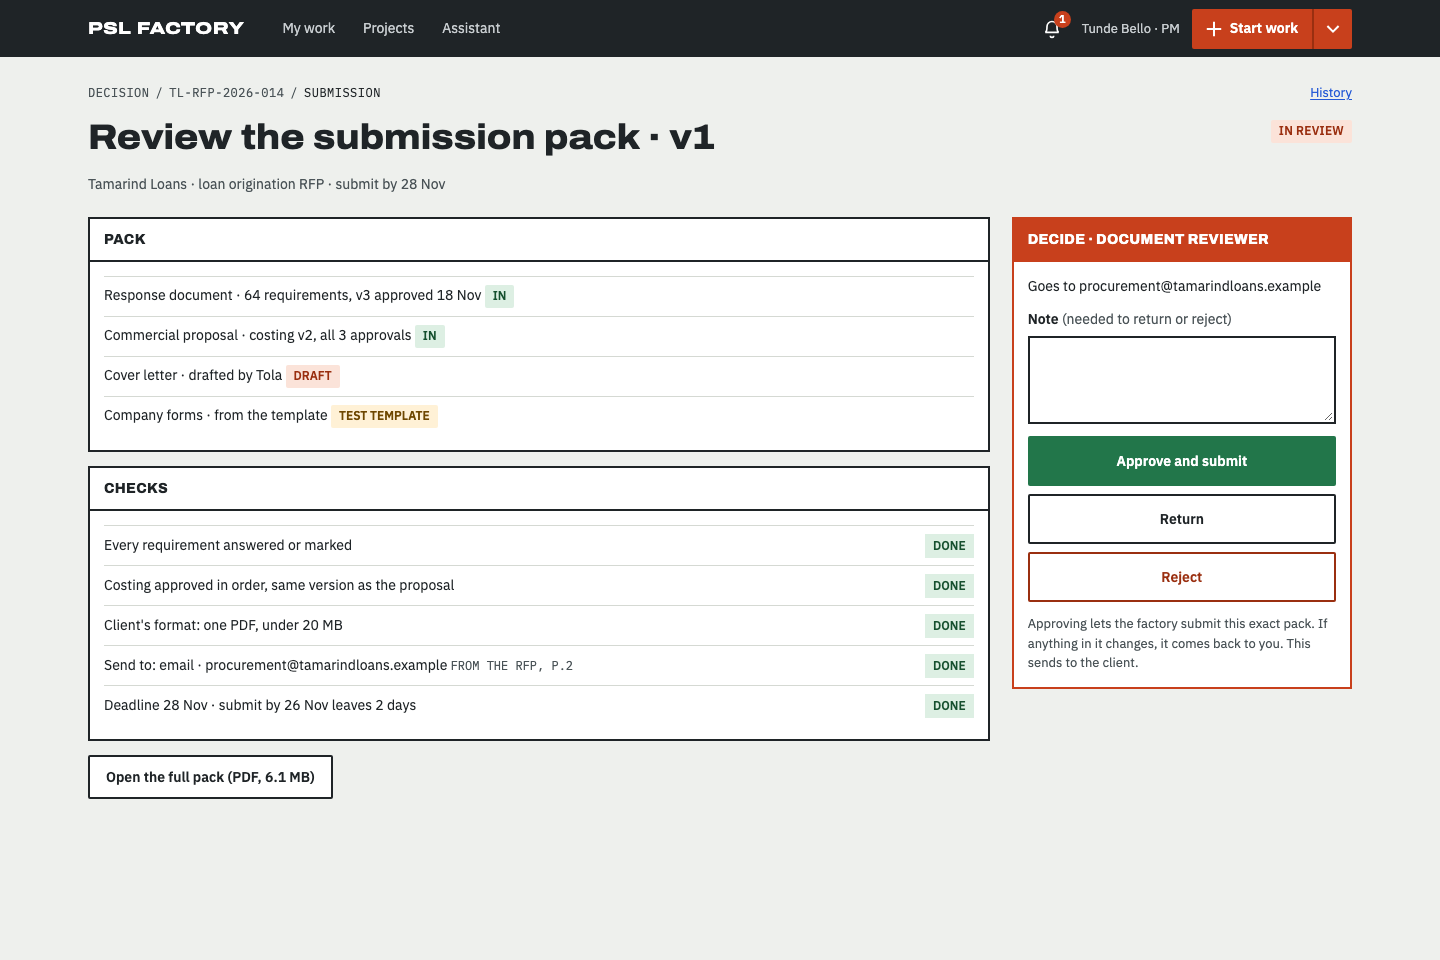 PSL FACTORY
My work
Projects
Assistant
1
Tunde Bello · PM
Start work
DECISION / TL-RFP-2026-014 / SUBMISSION
History
Review the submission pack · v1
IN REVIEW
Tamarind Loans · loan origination RFP · submit by 28 Nov
PACK
Response document · 64 requirements, v3 approved 18 Nov IN
Commercial proposal · costing v2, all 3 approvals IN
Cover letter · drafted by Tola DRAFT
Company forms · from the template TEST TEMPLATE
CHECKS
Every requirement answered or marked DONE
Costing approved in order, same version as the proposal DONE
Client's format: one PDF, under 20 MB DONE
Send to: email · procurement@tamarindloans.example FROM THE RFP, P.2 DONE
Deadline 28 Nov · submit by 26 Nov leaves 2 days DONE
Open the full pack (PDF, 6.1 MB)
DECIDE · DOCUMENT REVIEWER
Goes to procurement@tamarindloans.example
Note (needed to return or reject)
Approve and submit
Return
Reject
Approving lets the factory submit this exact pack. If
anything in it changes, it comes back to you. This
sends to the client.